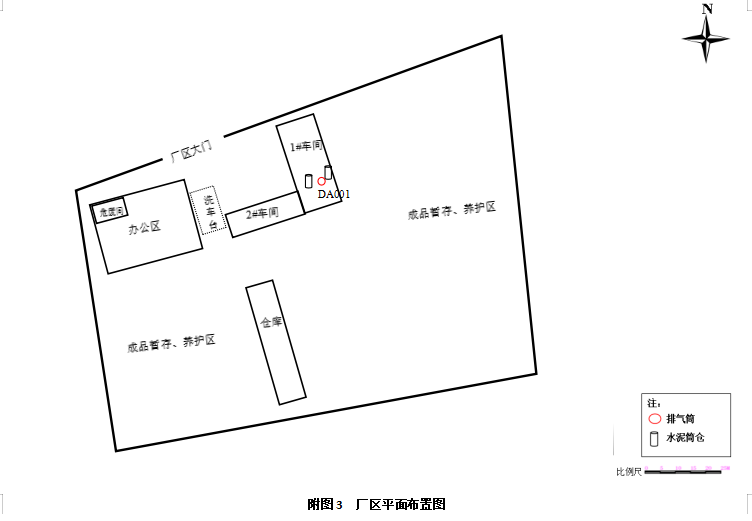 N
厂区大门
1#车间
DA001
危废间
办公区
洗车台
2#车间
成品暂存、养护区
仓库
成品暂存、养护区
注：
排气筒
水泥筒仓
比例尺
附图3 厂区平面布置图